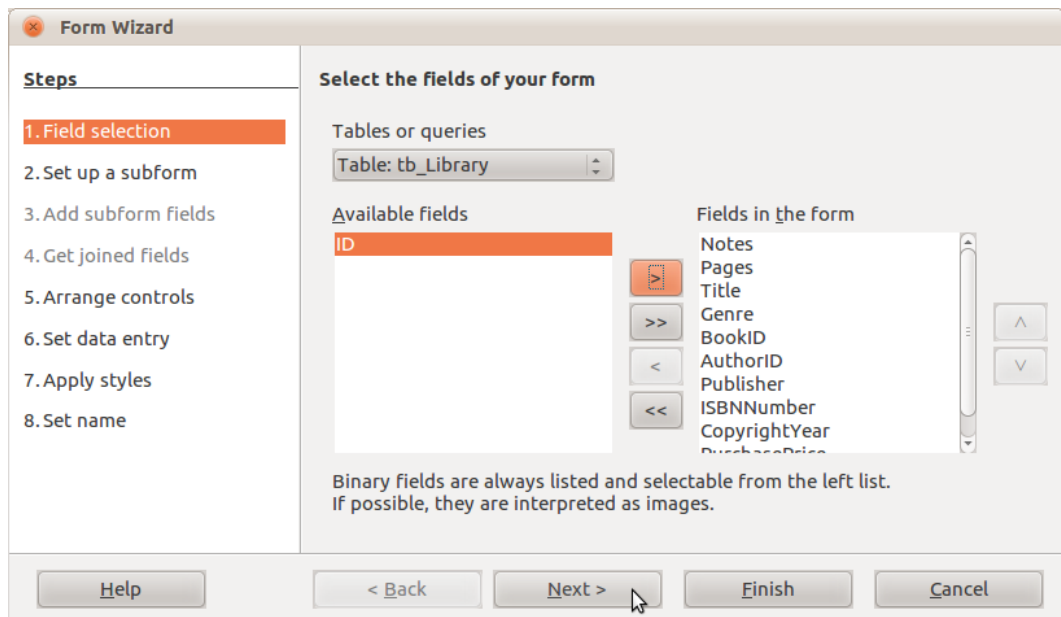 Form Wizard
Steps
1. Field selection
2. Set up a subform
3. Add subform fields
4. Get joined fields
5. Arrange controls
6. Set data entry
7. Apply styles
8. Set name
Select the fields of your form
Tables or queries
Table: tb_Library
Available fields
ID
>
>>
<
<<
Fields in the form
Notes
Pages
Title
Genre
BookID
AuthorID
Publisher
ISBNNumber
CopyrightYear
PurchasePrice
Binary fields are always listed and selectable from the left list.
If possible, they are interpreted as images.
Help
< Back
Next >
Finish
Cancel